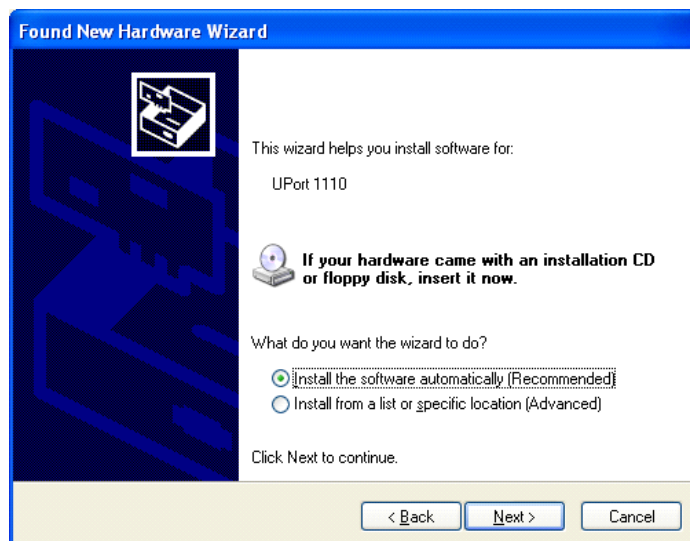 Found New Hardware Wizard
This wizard helps you install software for:
UPort 1110
If your hardware came with an installation CD
or floppy disk, insert it now.
What do you want the wizard to do?
Install the software automatically (Recommended)
Install from a list or specific location (Advanced)
Click Next to continue.
< Back Next > Cancel